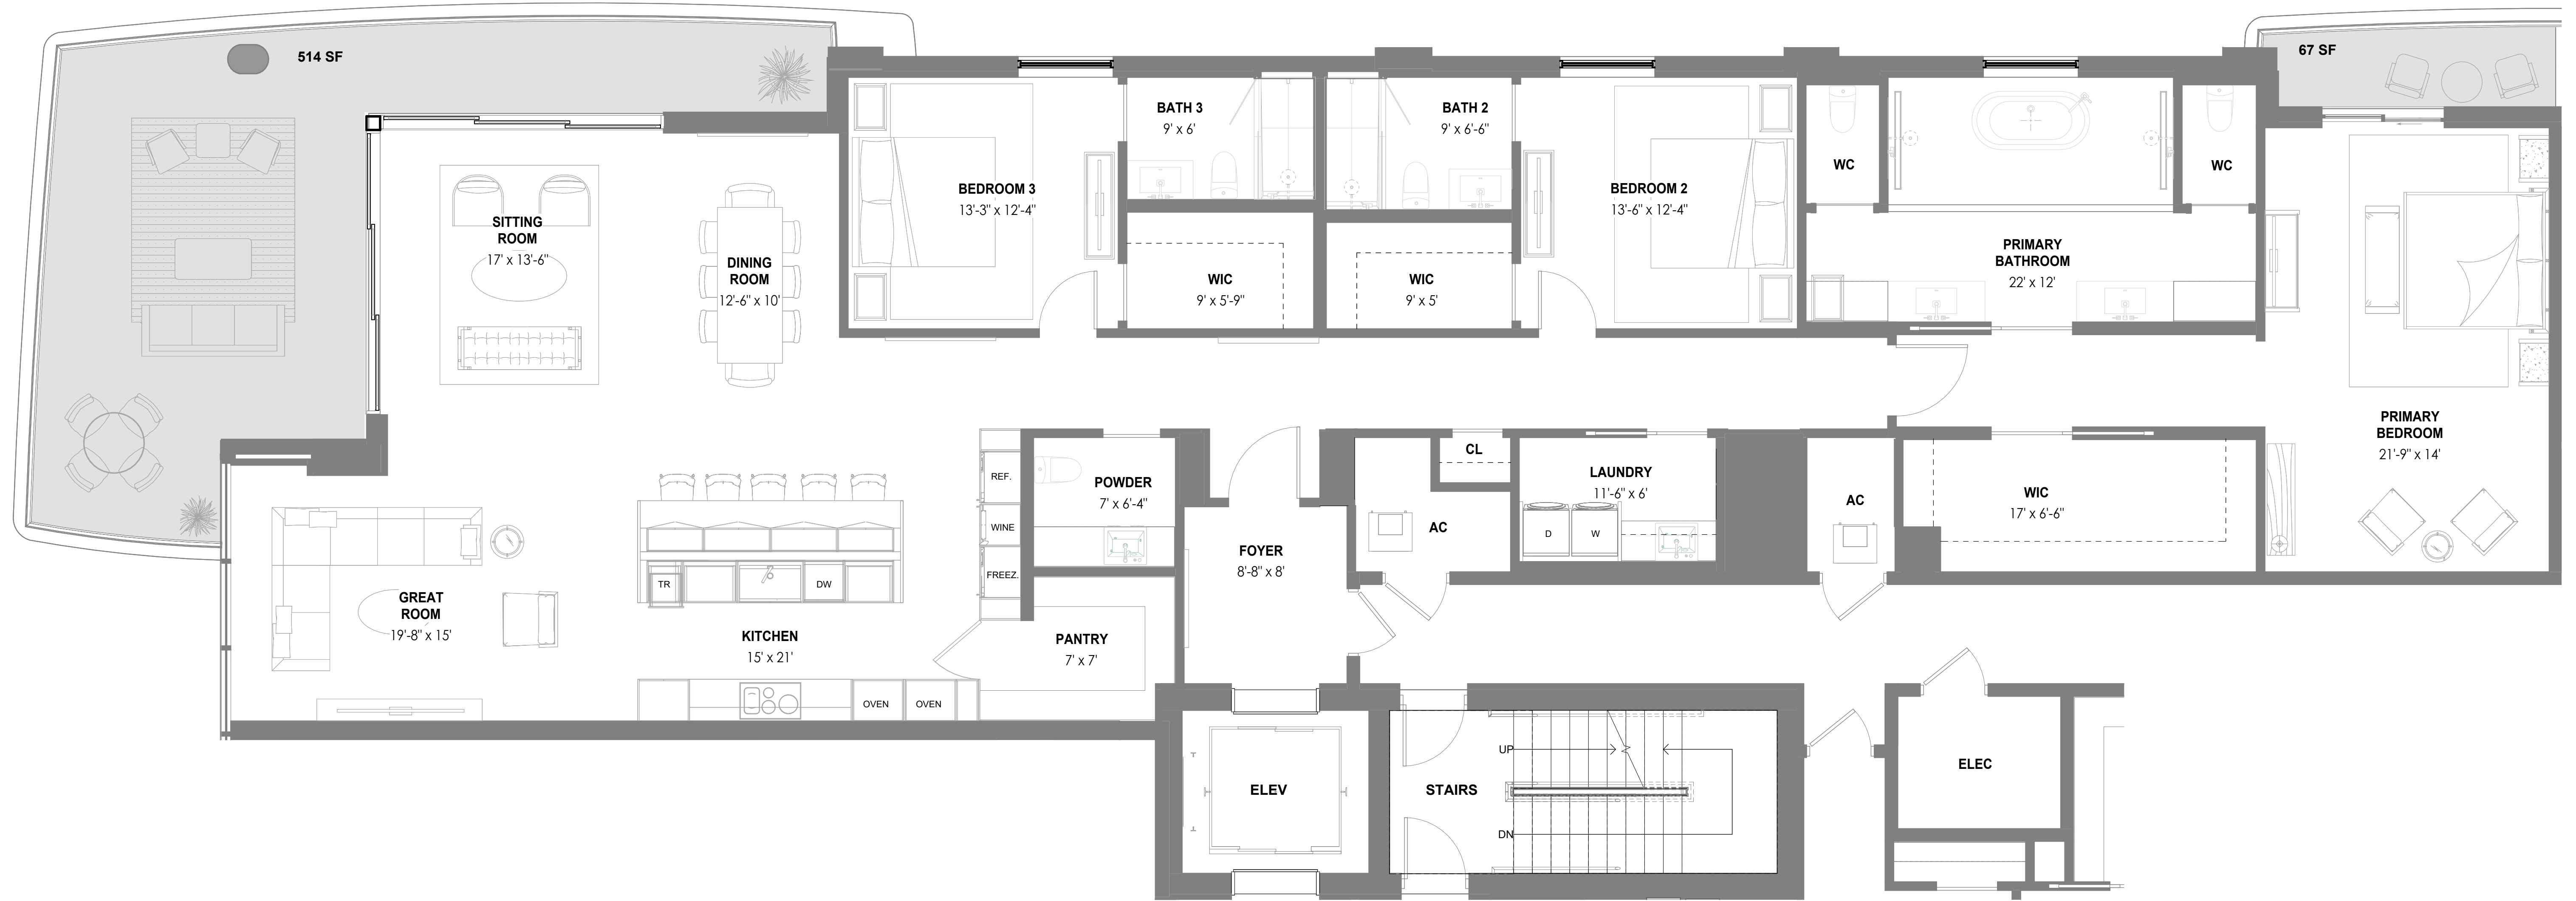 514 SF
67 SF
BATH 3
9' x 6'
BATH 2
9' x 6'-6"
WC
WC
BEDROOM 3
13'-3" x 12'-4"
BEDROOM 2
13'-6" x 12'-4"
SITTING
ROOM
17' x 13'-6"
DINING
ROOM
12'-6" x 10'
WIC
9' x 5'-9"
WIC
9' x 5'
PRIMARY
BATHROOM
22' x 12'
PRIMARY
BEDROOM
21'-9" x 14'
REF.
WINE
FREEZ.
POWDER
7' x 6'-4"
CL
LAUNDRY
11'-6" x 6'
D
W
AC
AC
WIC
17' x 6'-6"
FOYER
8'-8" x 8'
TR
DW
GREAT
ROOM
19'-8" x 15'
KITCHEN
15' x 21'
PANTRY
7' x 7'
OVEN
OVEN
ELEV
STAIRS
UP
DN
ELEC